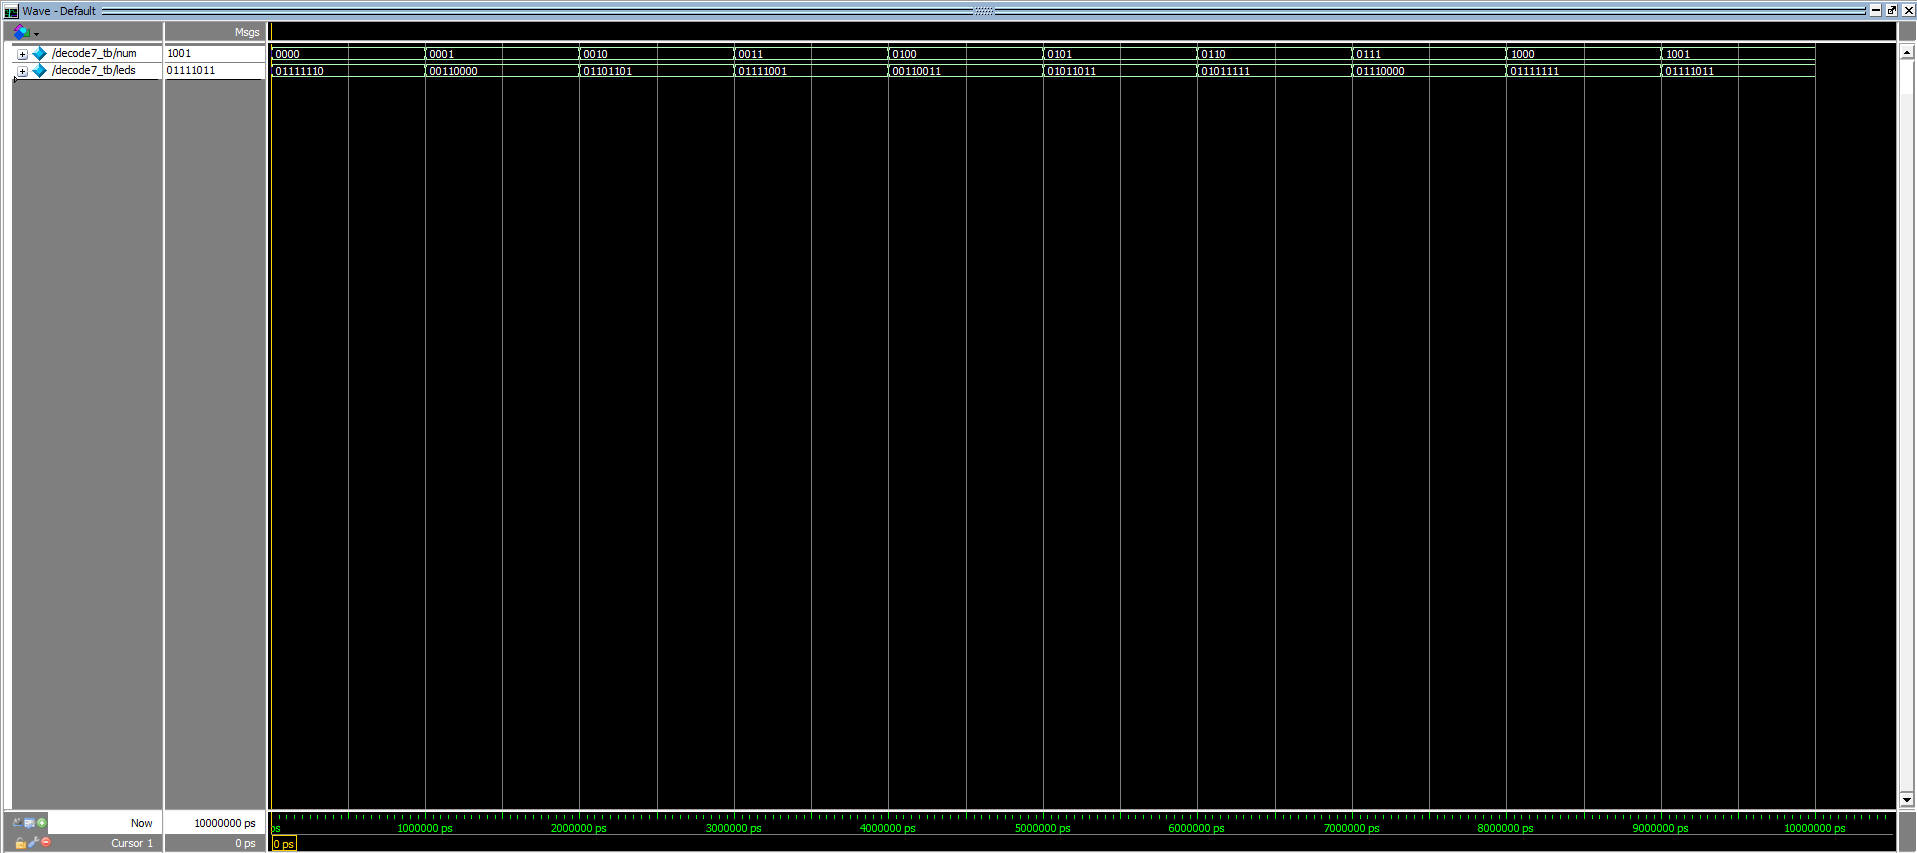 Wave - Default
Msgs
/decode7_tb/num 1001 0000 0001 0010 0011 0100 0101 0110 0111 1000 1001
/decode7_tb/leds 01111011 01111110 00110000 01101101 01111001 00110011 01011011 01011111 01110000 01111111 01111011
Now 10000000 ps ps 1000000 ps 2000000 ps 3000000 ps 4000000 ps 5000000 ps 6000000 ps 7000000 ps 8000000 ps 9000000 ps 10000000 ps
Cursor 1 0 ps 0 ps